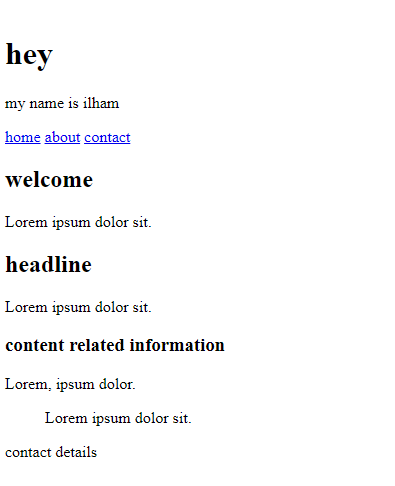 hey
my name is ilham
home about contact
welcome
Lorem ipsum dolor sit.
headline
Lorem ipsum dolor sit.
content related information
Lorem, ipsum dolor.
Lorem ipsum dolor sit.
contact details